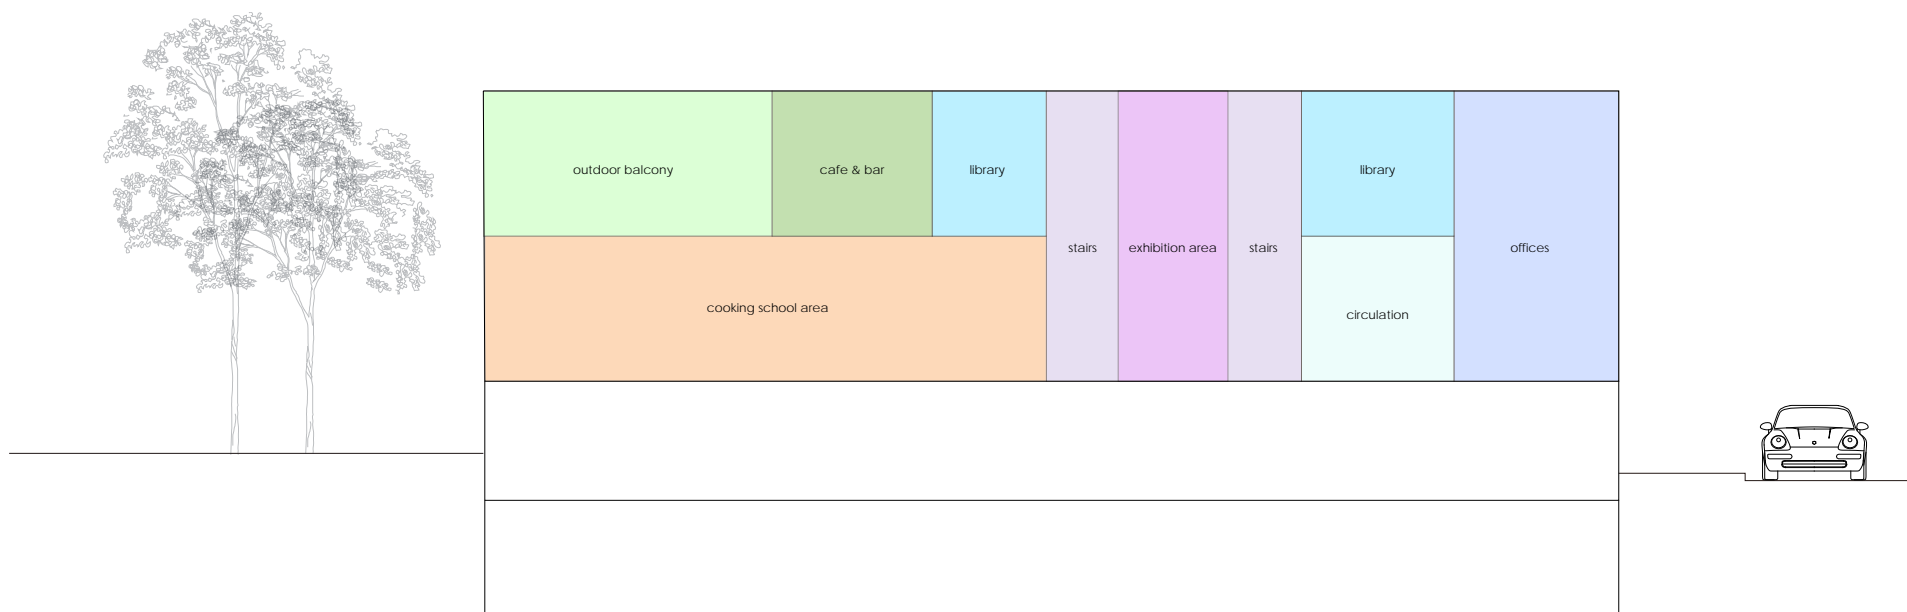 outdoor balcony
cafe & bar
library
library
stairs
exhibition area
stairs
offices
cooking school area
circulation